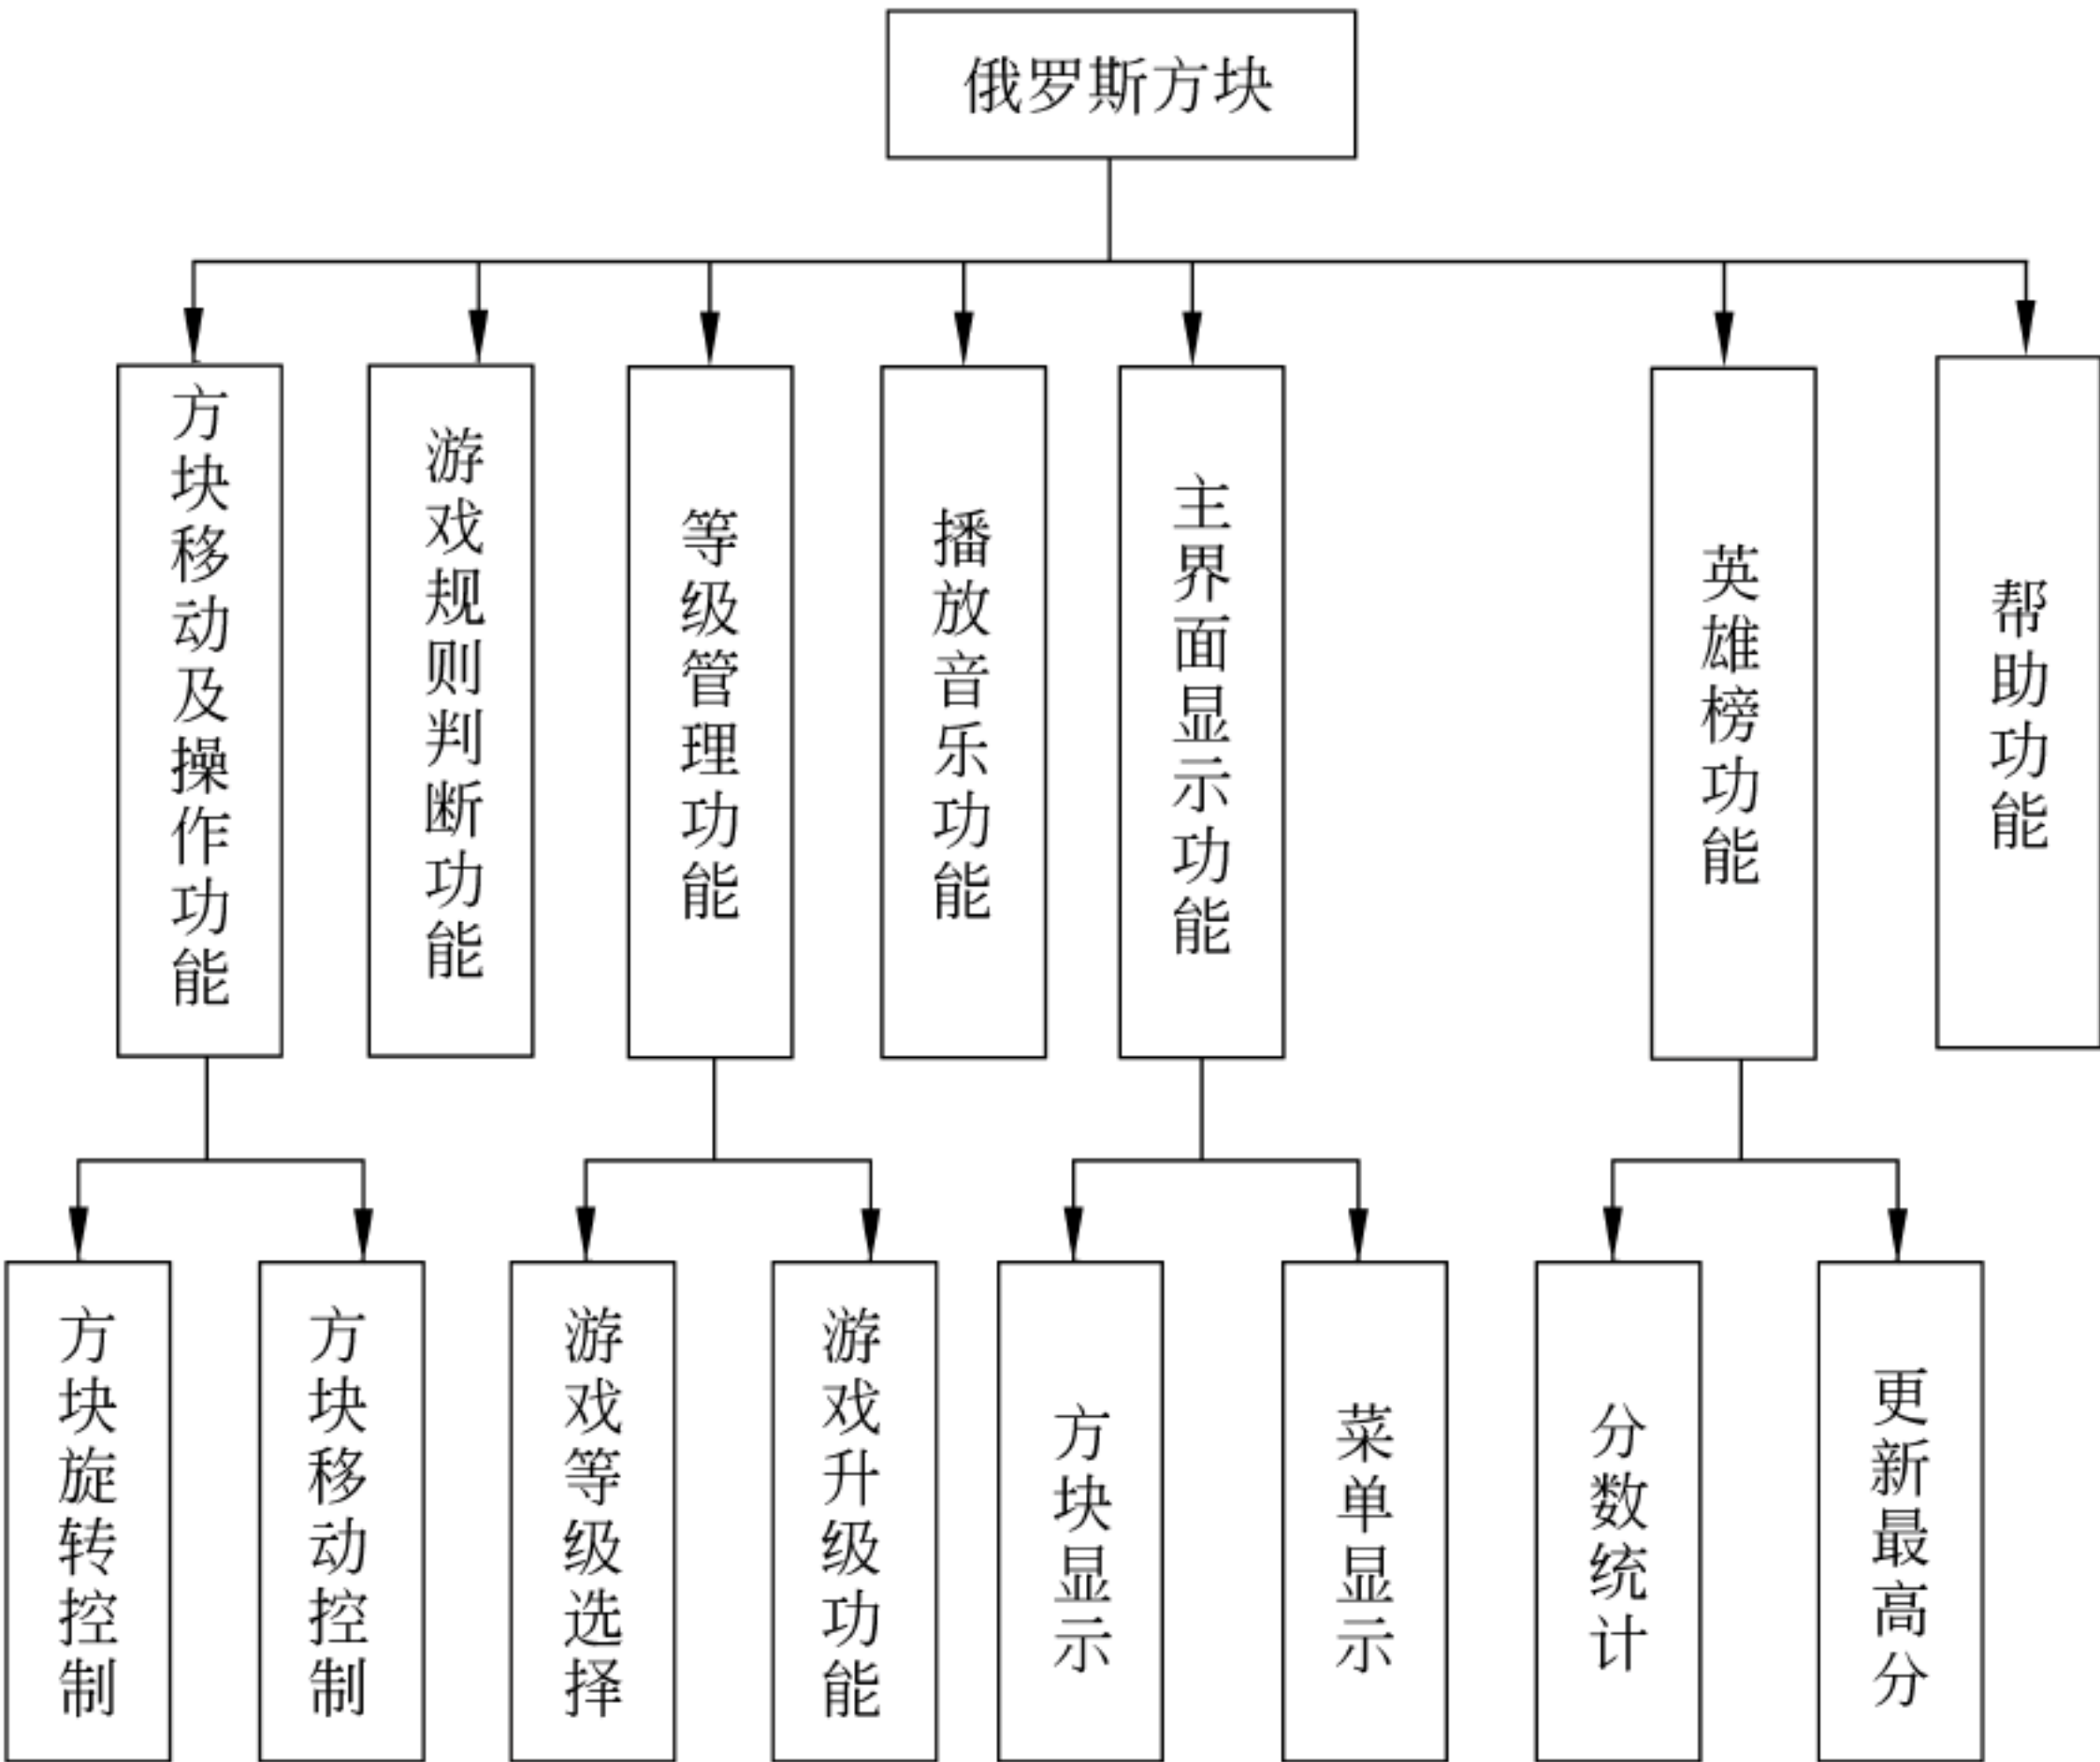 俄罗斯方块
方块移动及操作功能
游戏规则判断功能
等级管理功能
播放音乐功能
主界面显示功能
英雄榜功能
帮助功能
方块旋转控制
方块移动控制
游戏等级选择
游戏升级功能
方块显示
菜单显示
分数统计
更新最高分